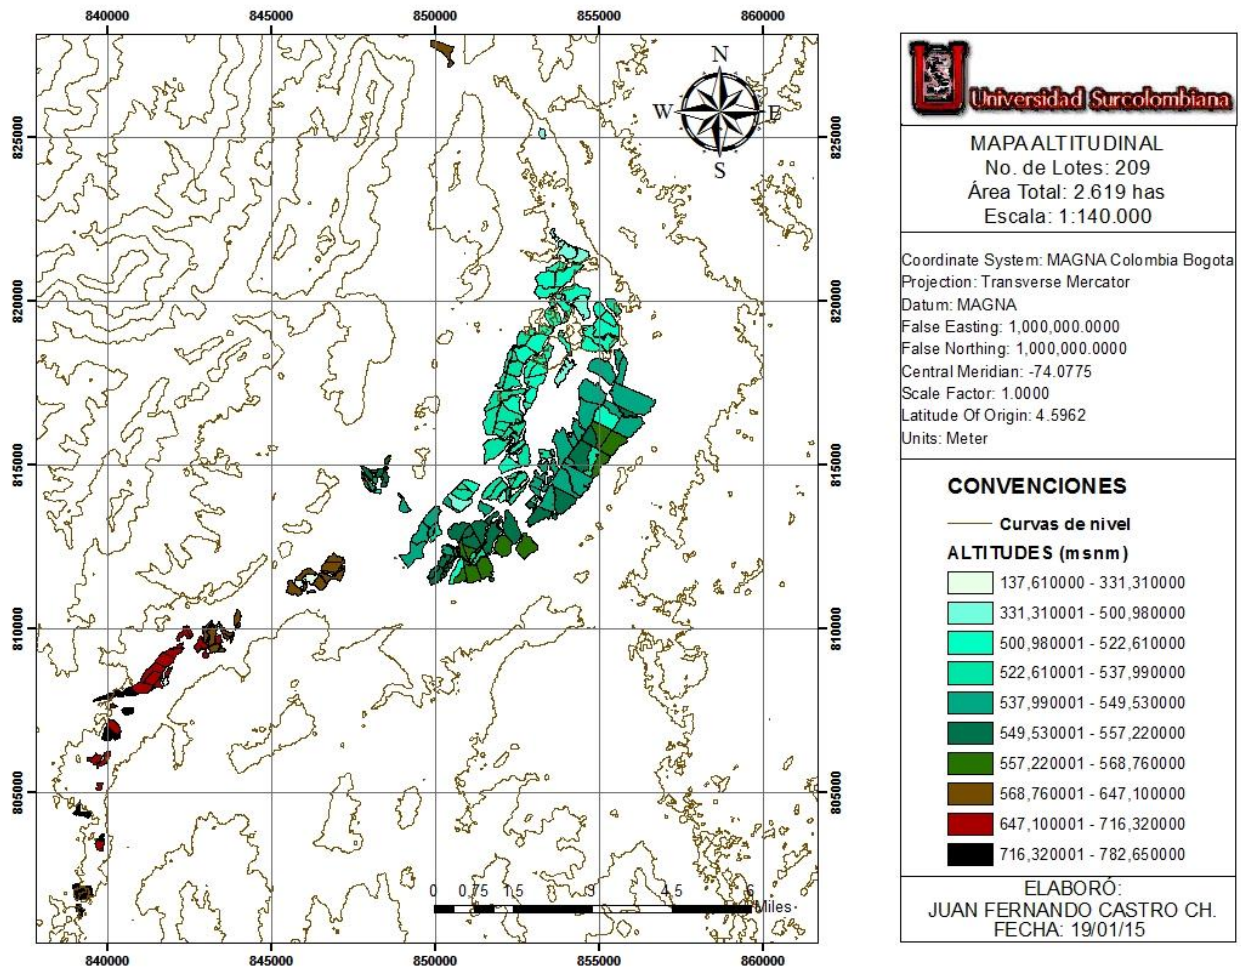 840000 845000 850000 855000 860000
825000
820000
815000
810000
805000
825000
820000
815000
810000
805000
N
W E
S
0 0.75 1.5 3 4.5 6
Miles
840000 845000 850000 855000 860000
Universidad Surcolombiana
MAPA ALTITUDINAL
No. de Lotes: 209
Área Total: 2.619 has
Escala: 1:140.000
Coordinate System: MAGNA Colombia Bogota
Projection: Transverse Mercator
Datum: MAGNA
False Easting: 1,000,000.0000
False Northing: 1,000,000.0000
Central Meridian: -74.0775
Scale Factor: 1.0000
Latitude Of Origin: 4.5962
Units: Meter
CONVENCIONES
Curvas de nivel
ALTITUDES (msnm)
137,610000 - 331,310000
331,310001 - 500,980000
500,980001 - 522,610000
522,610001 - 537,990000
537,990001 - 549,530000
549,530001 - 557,220000
557,220001 - 568,760000
568,760001 - 647,100000
647,100001 - 716,320000
716,320001 - 782,650000
ELABORÓ:
JUAN FERNANDO CASTRO CH.
FECHA: 19/01/15